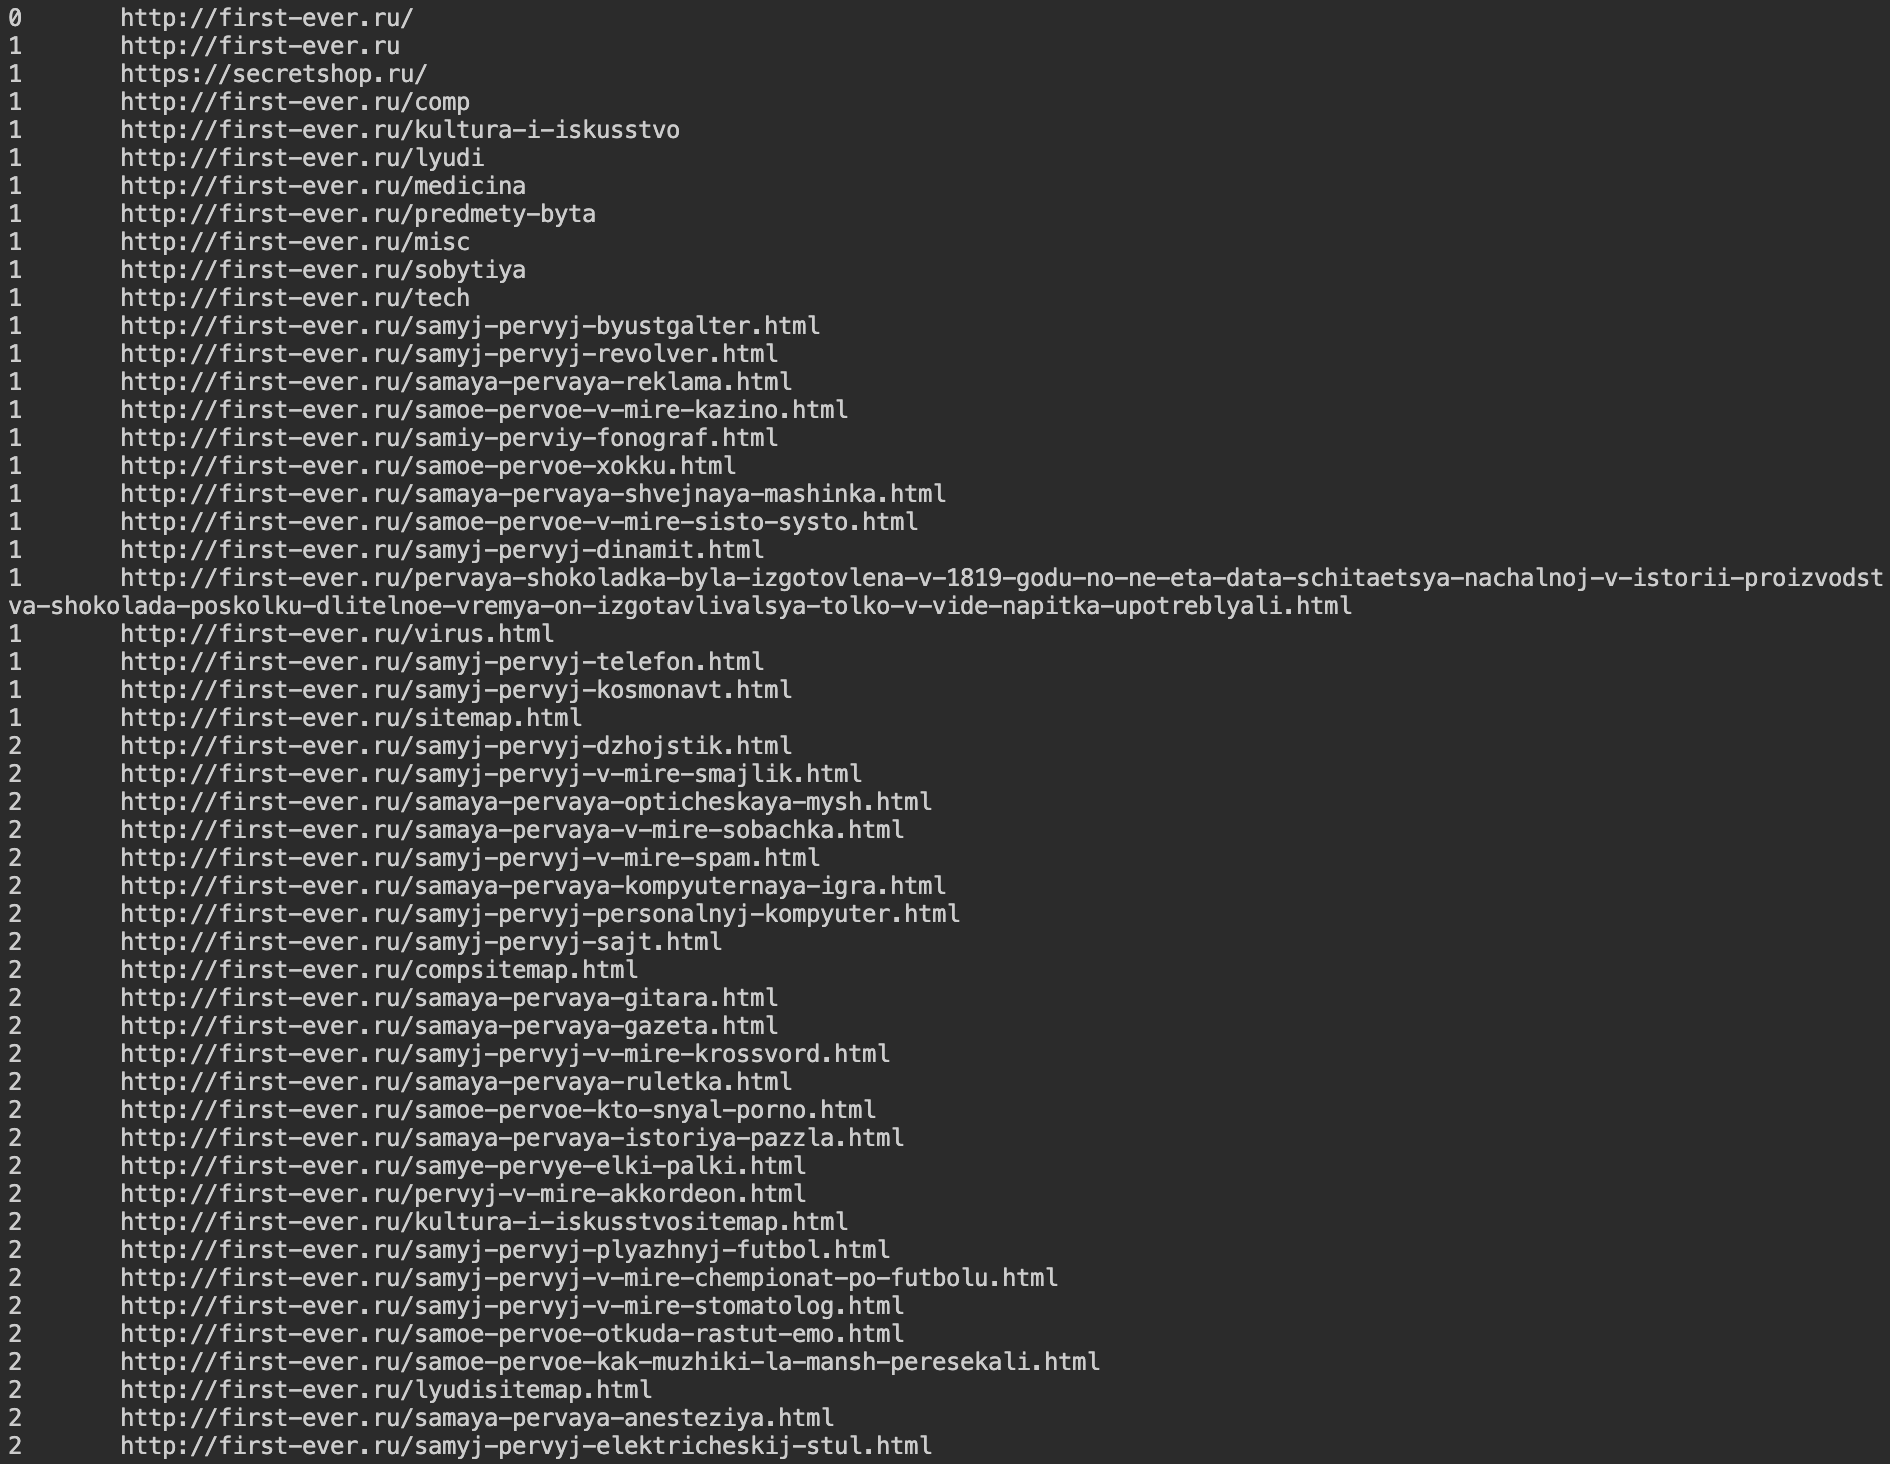 0	http://first-ever.ru/
1	http://first-ever.ru
1	https://secretshop.ru/
1	http://first-ever.ru/comp
1	http://first-ever.ru/kultura-i-iskusstvo
1	http://first-ever.ru/lyudi
1	http://first-ever.ru/medicina
1	http://first-ever.ru/predmety-byta
1	http://first-ever.ru/misc
1	http://first-ever.ru/sobytiya
1	http://first-ever.ru/tech
1	http://first-ever.ru/samyj-pervyj-byustgalter.html
1	http://first-ever.ru/samyj-pervyj-revolver.html
1	http://first-ever.ru/samaya-pervaya-reklama.html
1	http://first-ever.ru/samoe-pervoe-v-mire-kazino.html
1	http://first-ever.ru/samiy-perviy-fonograf.html
1	http://first-ever.ru/samoe-pervoe-xokku.html
1	http://first-ever.ru/samaya-pervaya-shvejnaya-mashinka.html
1	http://first-ever.ru/samoe-pervoe-v-mire-sisto-systo.html
1	http://first-ever.ru/samyj-pervyj-dinamit.html
1	http://first-ever.ru/pervaya-shokoladka-byla-izgotovlena-v-1819-godu-no-ne-eta-data-schitaetsya-nachalnoj-v-istorii-proizvodst
va-shokolada-poskolku-dlitelnoe-vremya-on-izgotavlivalsya-tolko-v-vide-napitka-upotreblyali.html
1	http://first-ever.ru/virus.html
1	http://first-ever.ru/samyj-pervyj-telefon.html
1	http://first-ever.ru/samyj-pervyj-kosmonavt.html
1	http://first-ever.ru/sitemap.html
2	http://first-ever.ru/samyj-pervyj-dzhojstik.html
2	http://first-ever.ru/samyj-pervyj-v-mire-smajlik.html
2	http://first-ever.ru/samaya-pervaya-opticheskaya-mysh.html
2	http://first-ever.ru/samaya-pervaya-v-mire-sobachka.html
2	http://first-ever.ru/samyj-pervyj-v-mire-spam.html
2	http://first-ever.ru/samaya-pervaya-kompyuternaya-igra.html
2	http://first-ever.ru/samyj-pervyj-personalnyj-kompyuter.html
2	http://first-ever.ru/samyj-pervyj-sajt.html
2	http://first-ever.ru/compsitemap.html
2	http://first-ever.ru/samaya-pervaya-gitara.html
2	http://first-ever.ru/samaya-pervaya-gazeta.html
2	http://first-ever.ru/samyj-pervyj-v-mire-krossvord.html
2	http://first-ever.ru/samaya-pervaya-ruletka.html
2	http://first-ever.ru/samoe-pervoe-kto-snyal-porno.html
2	http://first-ever.ru/samaya-pervaya-istoriya-pazzla.html
2	http://first-ever.ru/samye-pervye-elki-palki.html
2	http://first-ever.ru/pervyj-v-mire-akkordeon.html
2	http://first-ever.ru/kultura-i-iskusstvositemap.html
2	http://first-ever.ru/samyj-pervyj-plyazhnyj-futbol.html
2	http://first-ever.ru/samyj-pervyj-v-mire-chempionat-po-futbolu.html
2	http://first-ever.ru/samyj-pervyj-v-mire-stomatolog.html
2	http://first-ever.ru/samoe-pervoe-otkuda-rastut-emo.html
2	http://first-ever.ru/samoe-pervoe-kak-muzhiki-la-mansh-peresekali.html
2	http://first-ever.ru/lyudisitemap.html
2	http://first-ever.ru/samaya-pervaya-anesteziya.html
2	http://first-ever.ru/samyj-pervyj-elektricheskij-stul.html